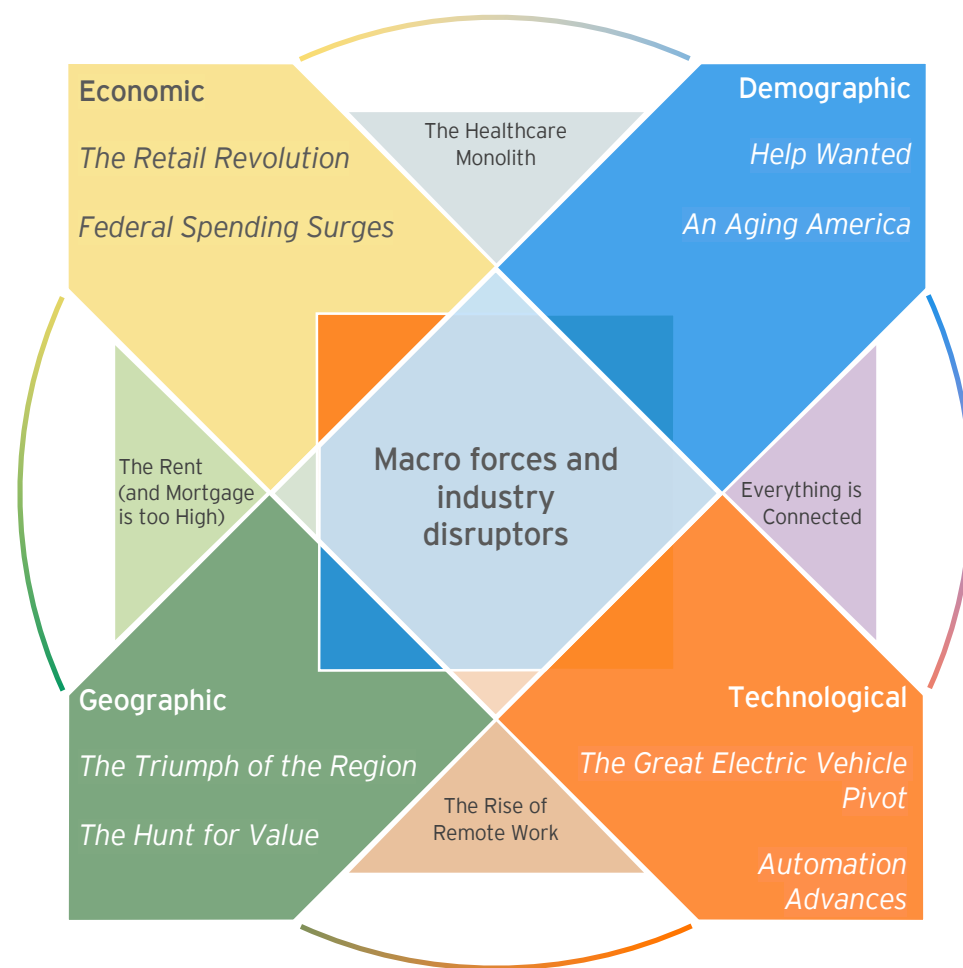 Economic
The Retail Revolution
Federal Spending Surges
The Healthcare
Monolith
Demographic
Help Wanted
An Aging America
The Rent
(and Mortgage
is too High)
Macro forces and
industry
disruptors
Everything is
Connected
Geographic
The Triumph of the Region
The Hunt for Value
The Rise of
Remote Work
Technological
The Great Electric Vehicle
Pivot
Automation
Advances